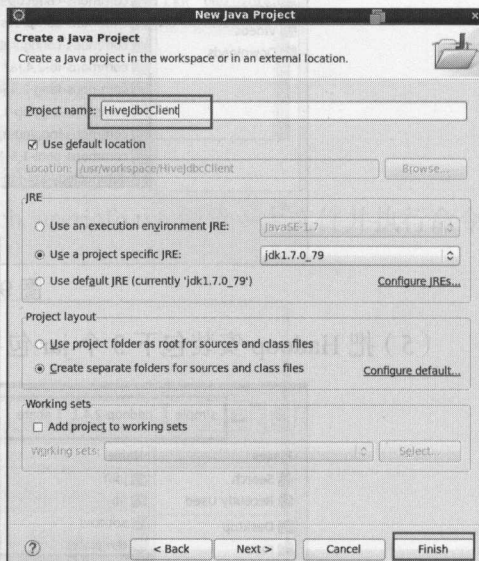 New Java Project
Create a Java Project
Create a Java project in the workspace or in an external location.
Project name: HiveJdbcClient
Use default location
Location: /usr/workspace/HiveJdbcClient Browse...
JRE
Use an execution environment JRE: JavaSE-1.7
Use a project specific JRE: jdk1.7.0_79
Use default JRE (currently 'jdk1.7.0_79') Configure JREs...
Project layout
Use project folder as root for sources and class files
Create separate folders for sources and class files Configure default...
Working sets
Add project to working sets
Working sets: Select...
< Back Next > Cancel Finish